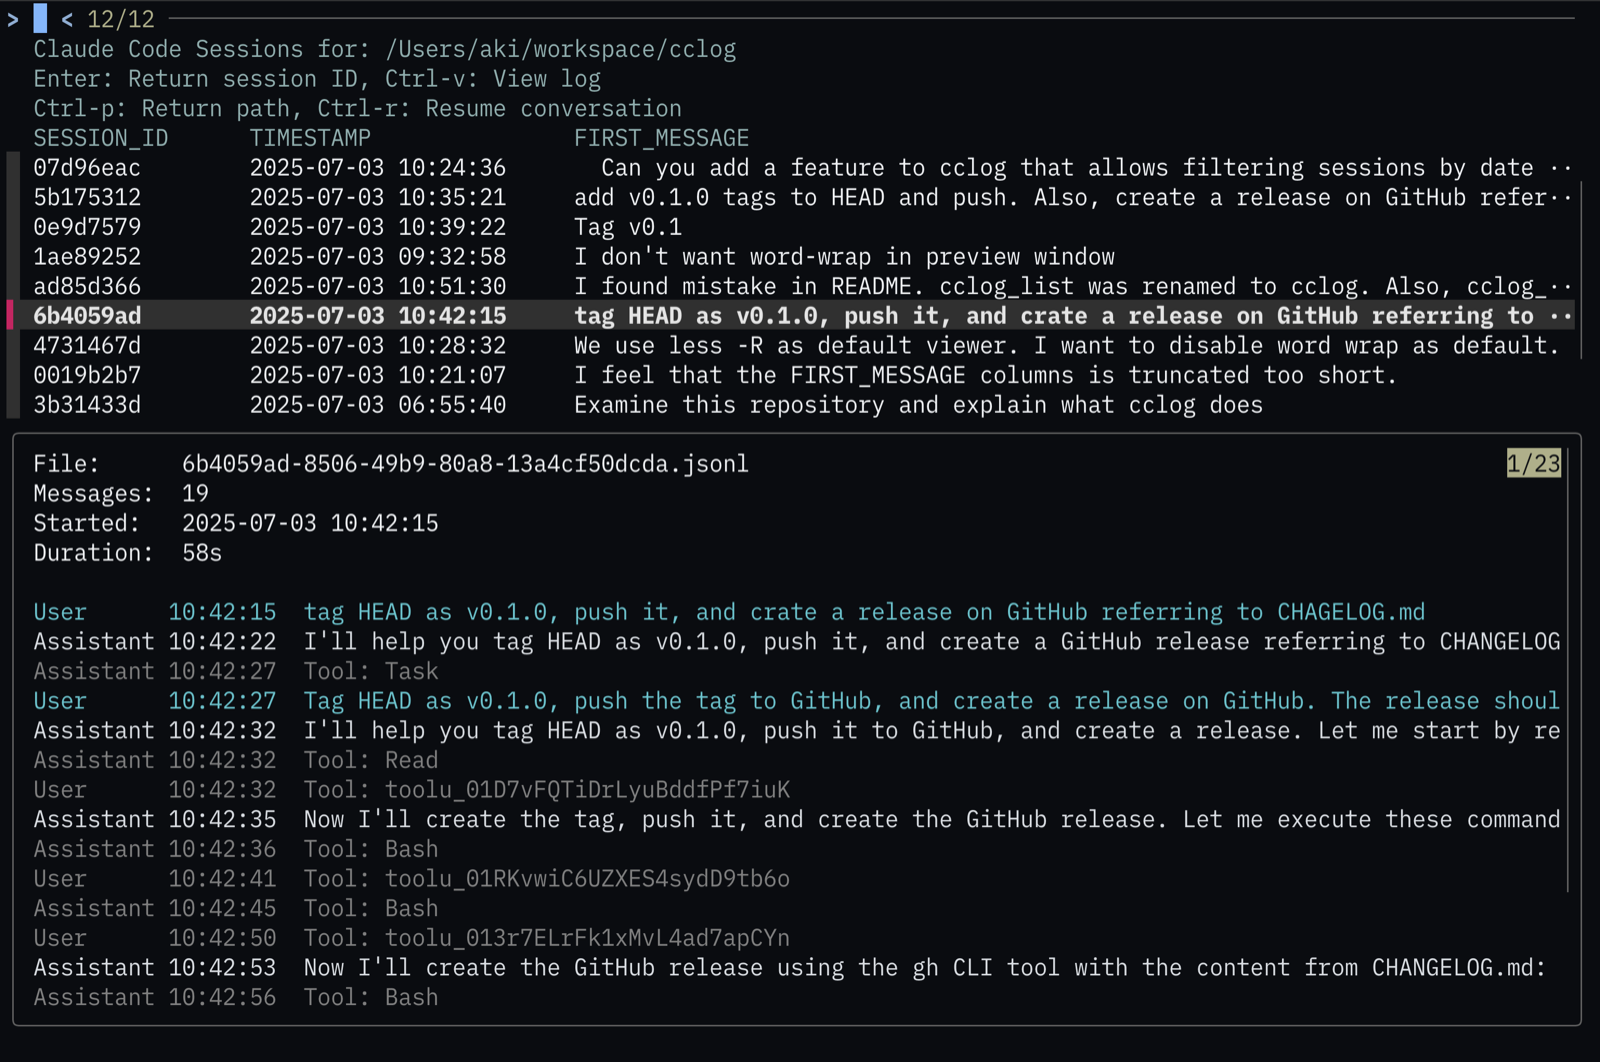 > < 12/12
Claude Code Sessions for: /Users/aki/workspace/cclog
Enter: Return session ID, Ctrl-v: View log
Ctrl-p: Return path, Ctrl-r: Resume conversation
SESSION_ID TIMESTAMP FIRST_MESSAGE
07d96eac 2025-07-03 10:24:36 Can you add a feature to cclog that allows filtering sessions by date ··
5b175312 2025-07-03 10:35:21 add v0.1.0 tags to HEAD and push. Also, create a release on GitHub refer··
0e9d7579 2025-07-03 10:39:22 Tag v0.1
1ae89252 2025-07-03 09:32:58 I don't want word-wrap in preview window
ad85d366 2025-07-03 10:51:30 I found mistake in README. cclog_list was renamed to cclog. Also, cclog_··
6b4059ad 2025-07-03 10:42:15 tag HEAD as v0.1.0, push it, and crate a release on GitHub referring to ··
4731467d 2025-07-03 10:28:32 We use less -R as default viewer. I want to disable word wrap as default.
0019b2b7 2025-07-03 10:21:07 I feel that the FIRST_MESSAGE columns is truncated too short.
3b31433d 2025-07-03 06:55:40 Examine this repository and explain what cclog does
File: 6b4059ad-8506-49b9-80a8-13a4cf50dcda.jsonl 1/23
Messages: 19
Started: 2025-07-03 10:42:15
Duration: 58s
User 10:42:15 tag HEAD as v0.1.0, push it, and crate a release on GitHub referring to CHAGELOG.md
Assistant 10:42:22 I'll help you tag HEAD as v0.1.0, push it, and create a GitHub release referring to CHANGELOG
Assistant 10:42:27 Tool: Task
User 10:42:27 Tag HEAD as v0.1.0, push the tag to GitHub, and create a release on GitHub. The release shoul
Assistant 10:42:32 I'll help you tag HEAD as v0.1.0, push it to GitHub, and create a release. Let me start by re
Assistant 10:42:32 Tool: Read
User 10:42:32 Tool: toolu_01D7vFQTiDrLyuBddfPf7iuK
Assistant 10:42:35 Now I'll create the tag, push it, and create the GitHub release. Let me execute these command
Assistant 10:42:36 Tool: Bash
User 10:42:41 Tool: toolu_01RKvwiC6UZXES4sydD9tb6o
Assistant 10:42:45 Tool: Bash
User 10:42:50 Tool: toolu_013r7ELrFk1xMvL4ad7apCYn
Assistant 10:42:53 Now I'll create the GitHub release using the gh CLI tool with the content from CHANGELOG.md:
Assistant 10:42:56 Tool: Bash